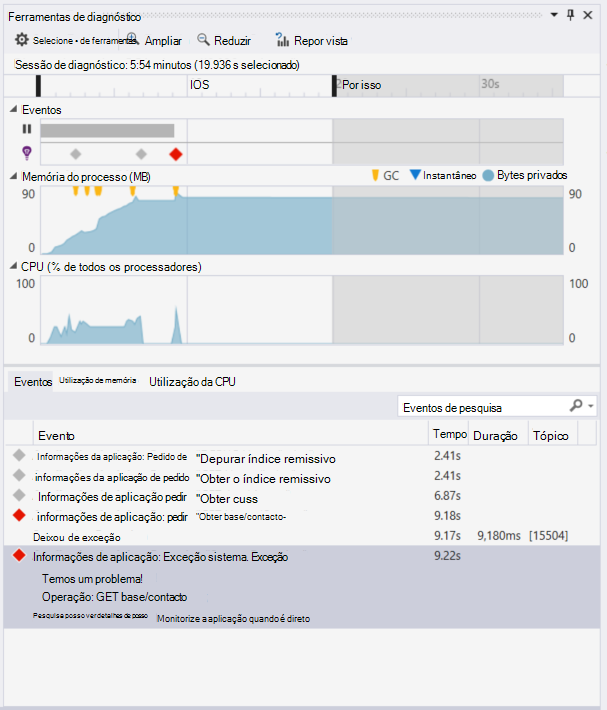 Ferramentas de diagnóstico
Selecione - de ferramentas Ampliar Reduzir Repor vista
Sessão de diagnóstico: 5:54 minutos (19.936 s selecionado)
IOS Por isso 30s
Eventos
Memória do processo (MB) GC Instantâneo Bytes privados
90 90
0 0
CPU (% de todos os processadores)
100 100
0 0
Eventos Utilização de memória Utilização da CPU
Eventos de pesquisa
Evento Tempo Duração Tópico
Informações da aplicação: Pedido de "Depurar índice remissivo 2.41s
informações da aplicação de pedido "Obter o índice remissivo 2.41s
Informações de aplicação pedir "Obter cuss 6.87s
informações de aplicação: pedir "Obter base/contacto- 9.18s
Deixou de exceção 9.17s 9,180ms [15504]
Informações de aplicação: Exceção sistema. Exceção 9.22s
Temos um problema!
Operação: GET base/contacto
Pesquisa posso ver detalhes de posso Monitorize a aplicação quando é direto